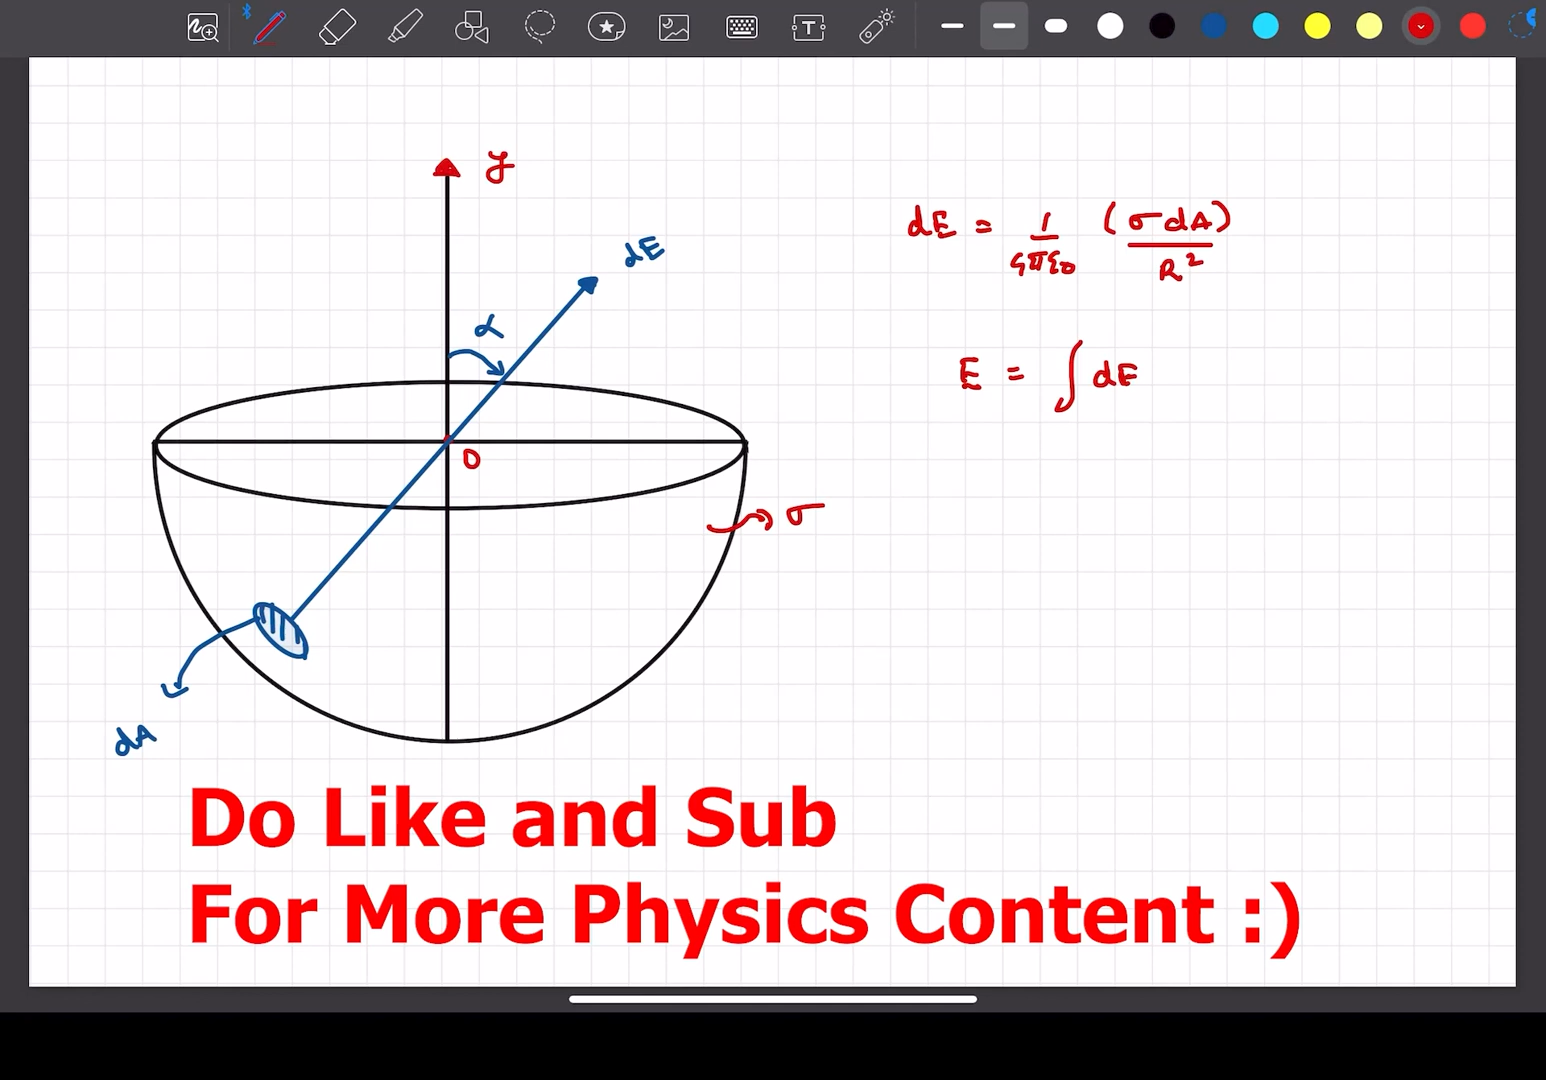 y
dE
α
O
σ
dA
dE = 1/4πε₀ (σdA)/R²
E = ∫ dE
Do Like and Sub
For More Physics Content :)